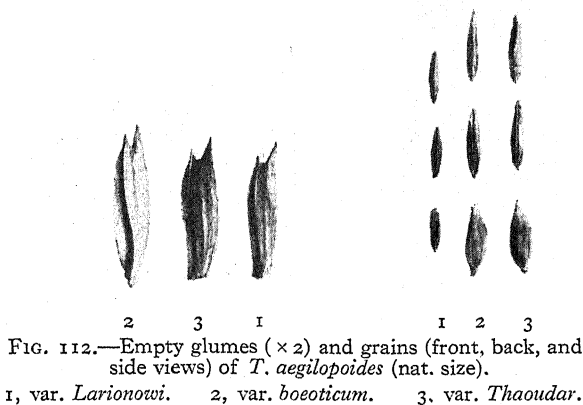 2 3 1 1 2 3
FIG. 112.—Empty glumes (×2) and grains (front, back, and
side views) of T. aegilopoides (nat. size).
1, var. Larionowi. 2, var. boeoticum. 3, var. Thaoudar.